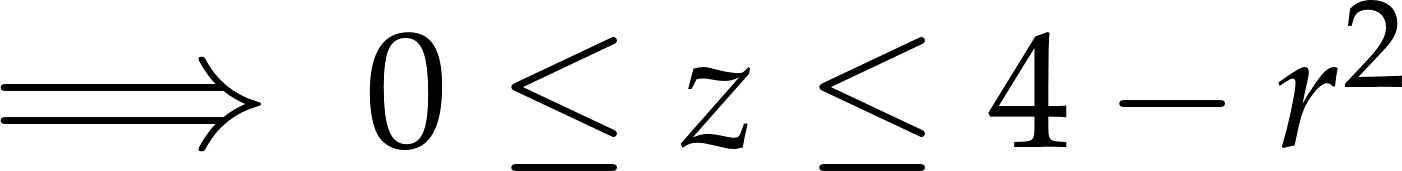 ⟹ 0 ≤ z ≤ 4 − r²